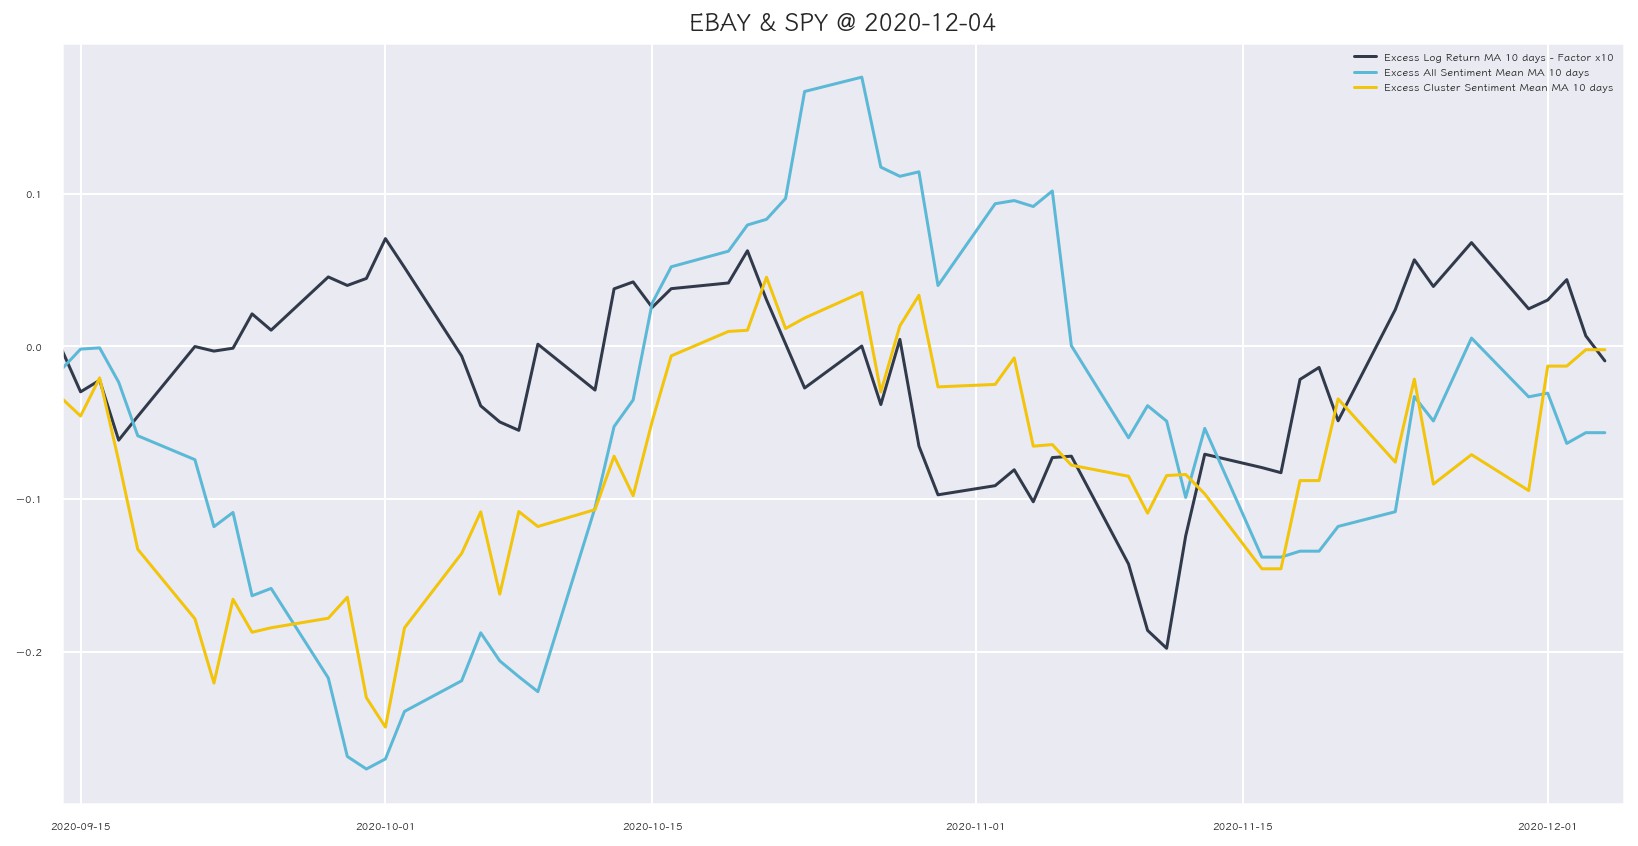 EBAY & SPY @ 2020-12-04
Excess Log Return MA 10 days - Factor x10
Excess All Sentiment Mean MA 10 days
Excess Cluster Sentiment Mean MA 10 days
0.1
0.0
−0.1
−0.2
2020-09-15
2020-10-01
2020-10-15
2020-11-01
2020-11-15
2020-12-01